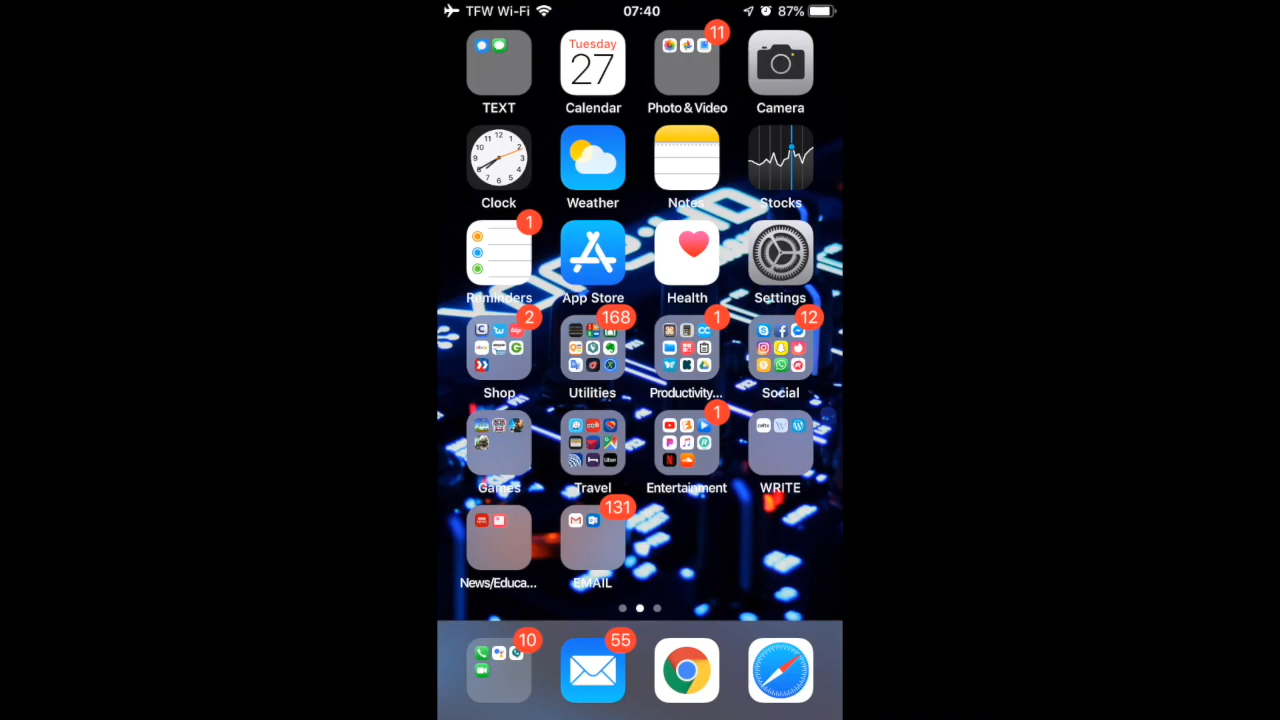 TFW Wi-Fi 07:40 87%
11
Tuesday
27
TEXT Calendar Photo & Video Camera
Clock Weather Notes Stocks
1
Reminders App Store Health Settings
2 168 1 12
Shop Utilities Productivity... Social
1
Games Travel Entertainment WRITE
131
News/Educa... EMAIL
10 55